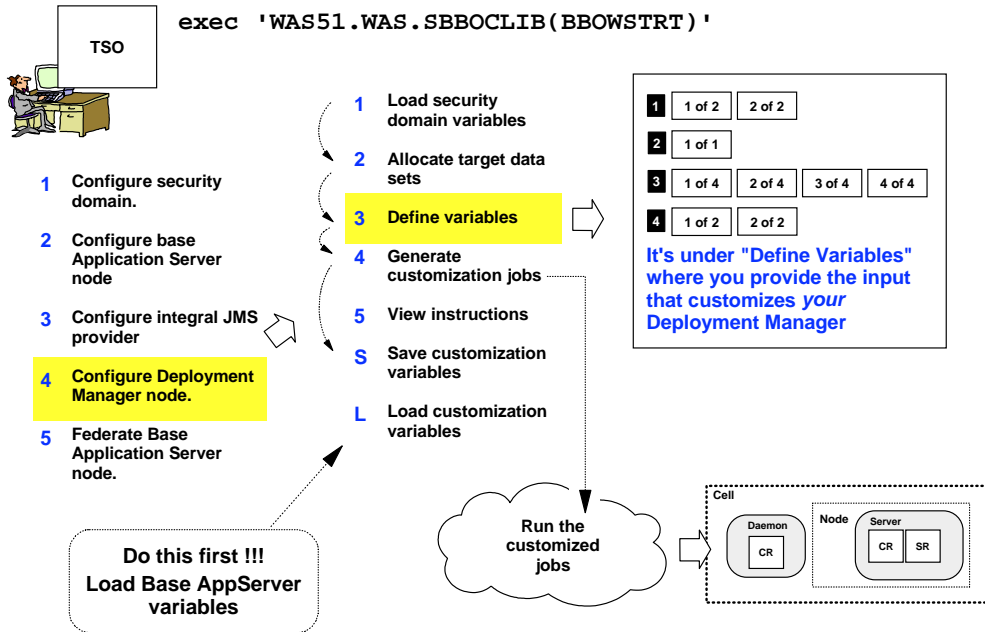 exec 'WAS51.WAS.SBBOCLIB(BBOWSTRT)'
TSO
1 Configure security
domain.
2 Configure base
Application Server
node
3 Configure integral JMS
provider
4 Configure Deployment
Manager node.
5 Federate Base
Application Server
node.
1 Load security
domain variables
2 Allocate target data
sets
3 Define variables
4 Generate
customization jobs
5 View instructions
S Save customization
variables
L Load customization
variables
1 1 of 2 2 of 2
2 1 of 1
3 1 of 4 2 of 4 3 of 4 4 of 4
4 1 of 2 2 of 2
It's under "Define Variables"
where you provide the input
that customizes your
Deployment Manager
Do this first !!!
Load Base AppServer
variables
Run the
customized
jobs
Cell
Daemon
CR
Node
Server
CR SR